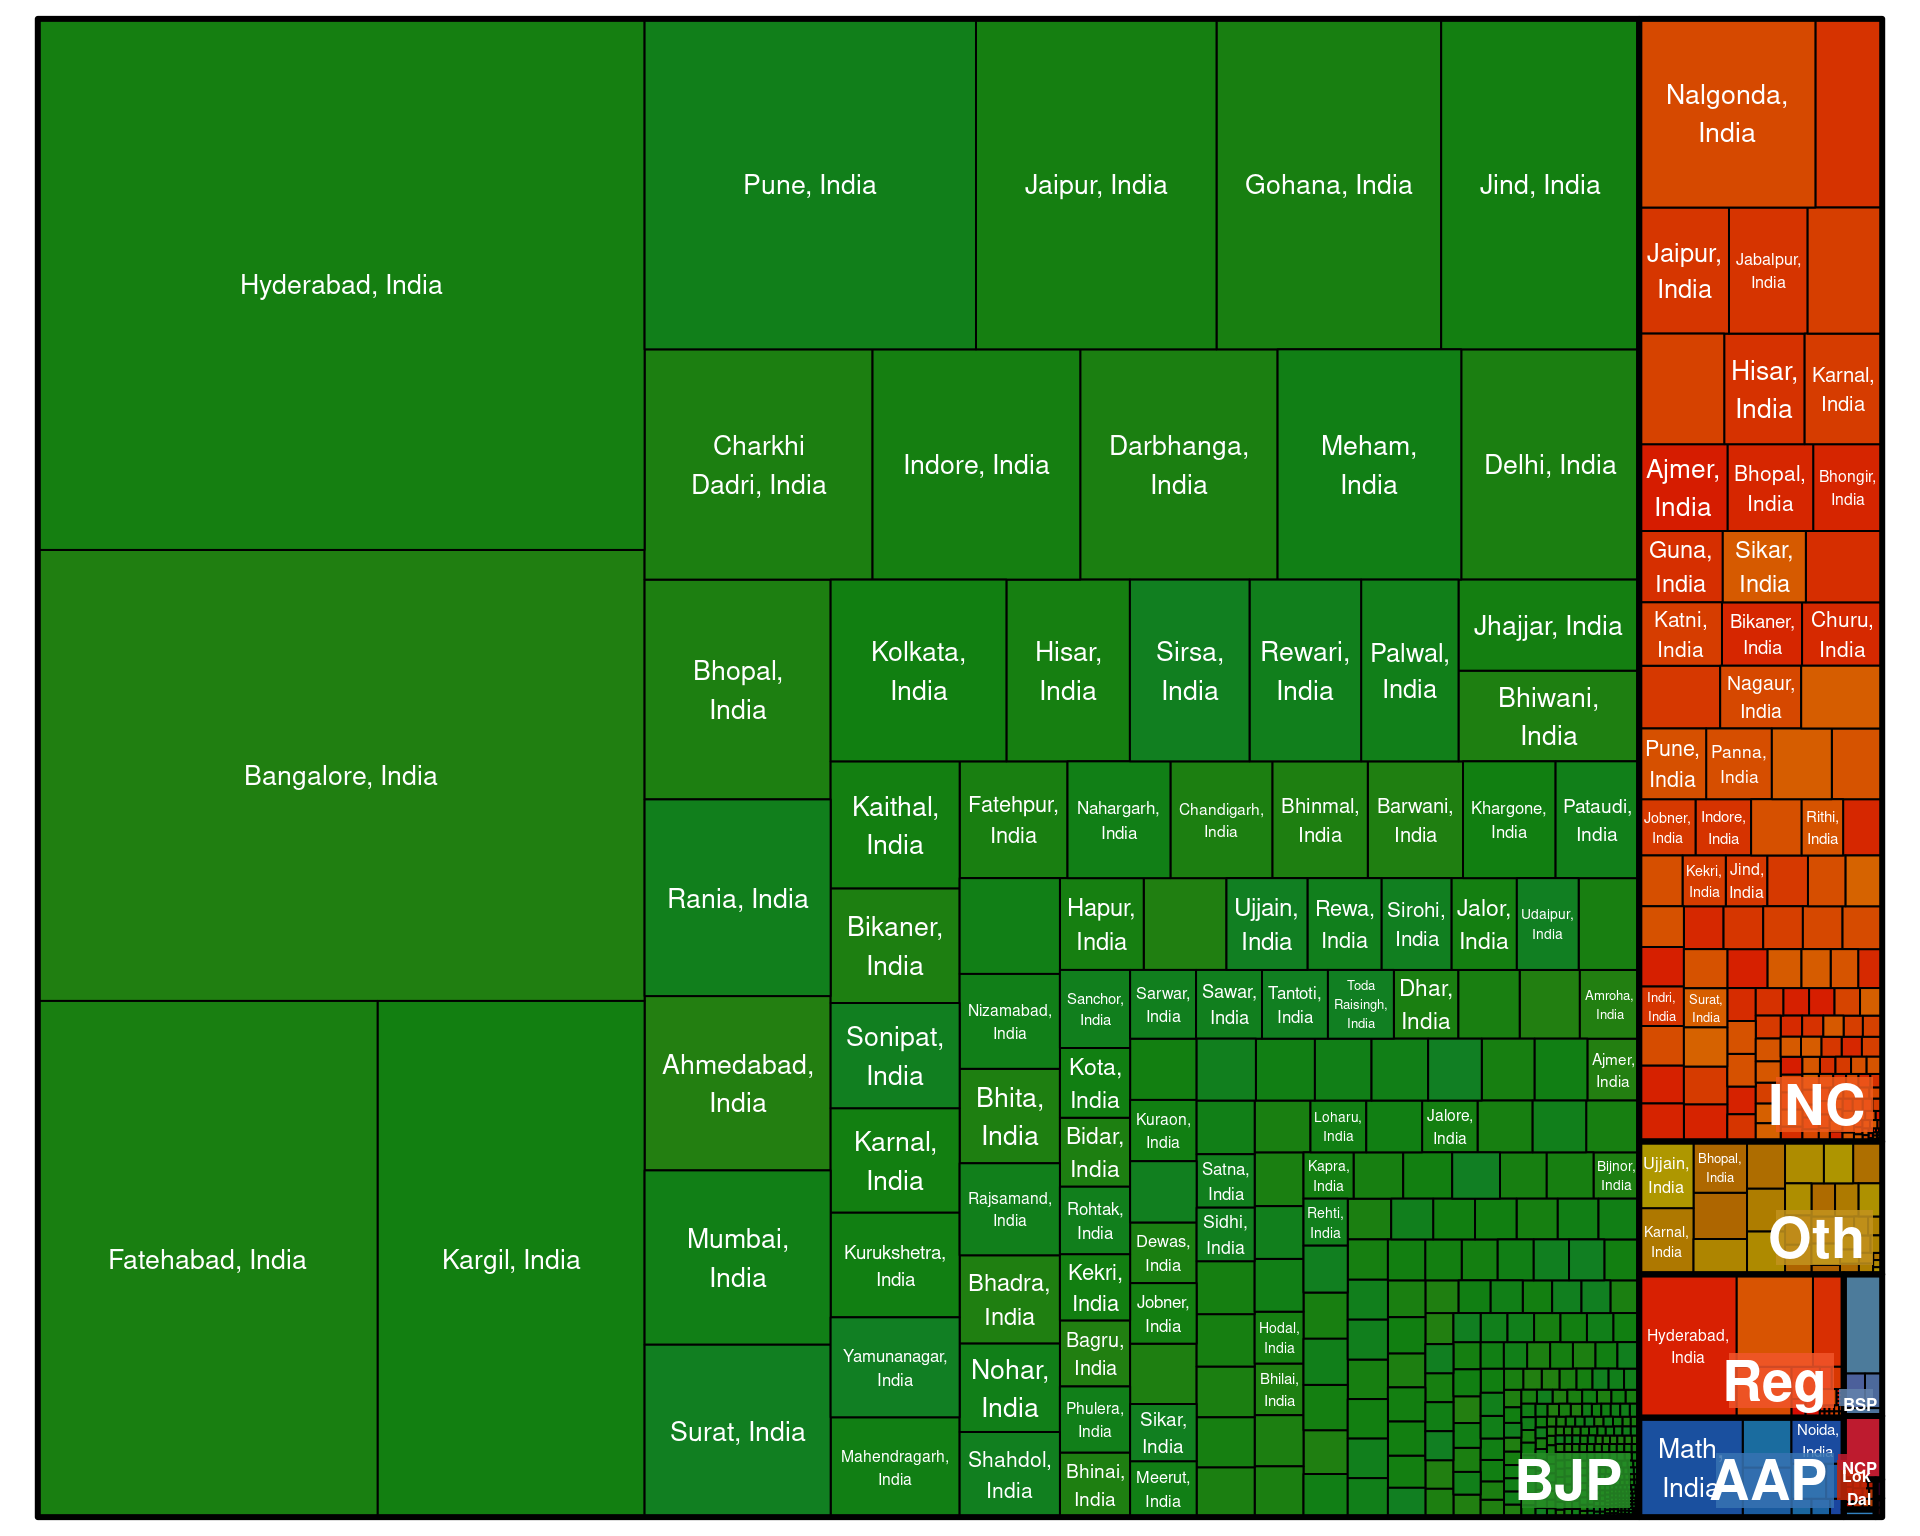 Hyderabad, India
Bangalore, India
Fatehabad, India
Kargil, India
Pune, India
Jaipur, India
Gohana, India
Jind, India
Charkhi
Dadri, India
Indore, India
Darbhanga,
India
Meham,
India
Delhi, India
Bhopal,
India
Rania, India
Ahmedabad,
India
Mumbai,
India
Surat, India
Kolkata,
India
Hisar,
India
Sirsa,
India
Rewari,
India
Palwal,
India
Jhajjar, India
Bhiwani,
India
Kaithal,
India
Bikaner,
India
Sonipat,
India
Karnal,
India
Kurukshetra,
India
Yamunanagar,
India
Mahendragarh,
India
Fatehpur,
India
Nahargarh,
India
Chandigarh,
India
Bhinmal,
India
Barwani,
India
Khargone,
India
Pataudi,
India
Nizamabad,
India
Bhita,
India
Rajsamand,
India
Bhadra,
India
Nohar,
India
Shahdol,
India
Hapur,
India
Ujjain,
India
Rewa,
India
Sirohi,
India
Jalor,
India
Udaipur,
India
Sanchor,
India
Kota,
India
Bidar,
India
Rohtak,
India
Kekri,
India
Bagru,
India
Phulera,
India
Bhinai,
India
Sarwar,
India
Sawar,
India
Tantoti,
India
Toda
Raisingh,
India
Dhar,
India
Amroha,
India
Ajmer,
India
Kuraon,
India
Dewas,
India
Jobner,
India
Sikar,
India
Meerut,
India
Loharu,
India
Jalore,
India
Satna,
India
Sidhi,
India
Kapra,
India
Bijnor,
India
Rehti,
India
Hodal,
India
Bhilai,
India
BJP
Nalgonda,
India
Jaipur,
India
Jabalpur,
India
Hisar,
India
Karnal,
India
Ajmer,
India
Bhopal,
India
Bhongir,
India
Guna,
India
Sikar,
India
Katni,
India
Bikaner,
India
Churu,
India
Nagaur,
India
Pune,
India
Panna,
India
Jobner,
India
Indore,
India
Rithi,
India
Kekri,
India
Jind,
India
Indri,
India
Surat,
India
INC
Ujjain,
India
Bhopal,
India
Karnal,
India
Oth
Hyderabad,
India
Reg
BSP
Math
India
Noida,
India
AAP
NCP
Lok
Dal